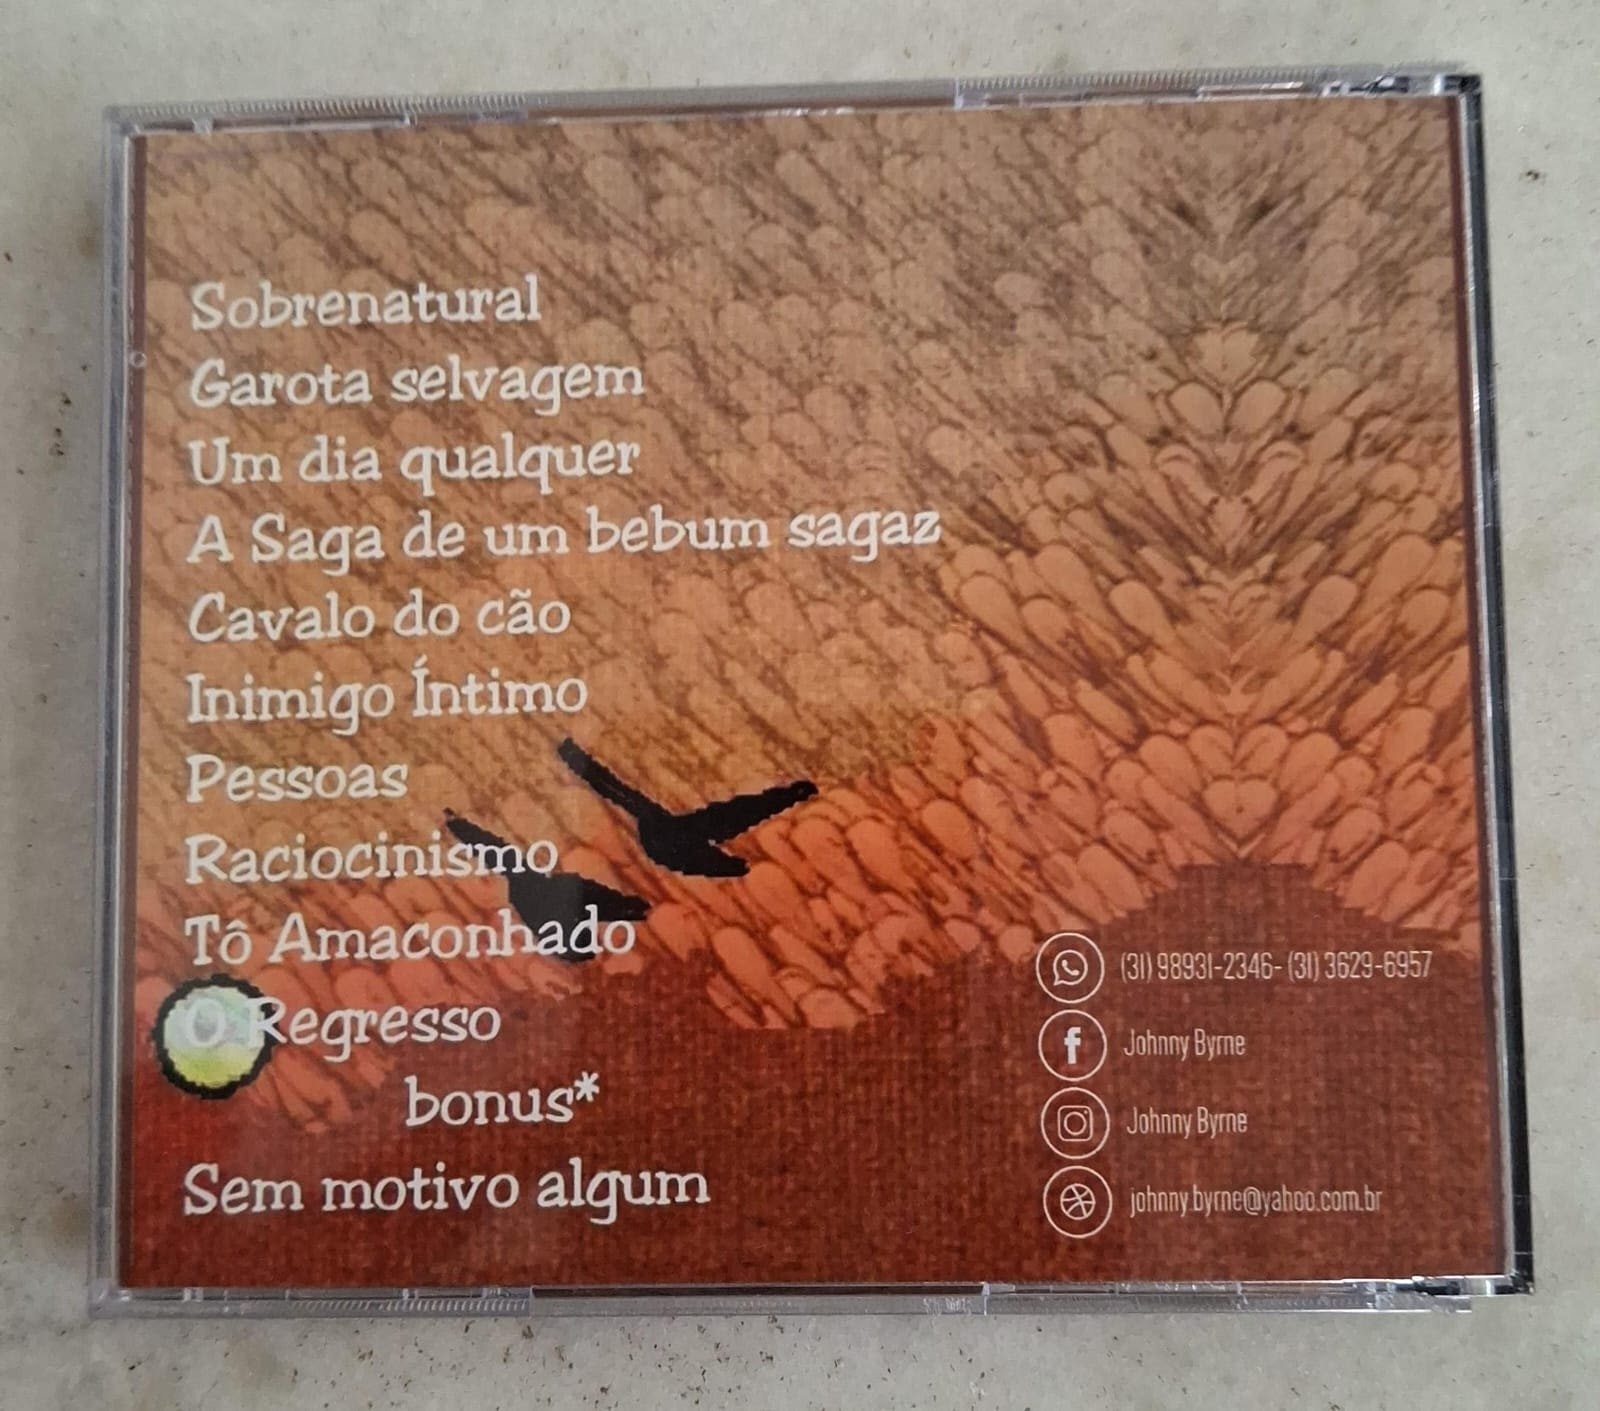 Sobrenatural
Garota selvagem
Um dia qualquer
A Saga de um bebum sagaz
Cavalo do cão
Inimigo Íntimo
Pessoas
Raciocinismo
Tô Amaconhado
O Regresso
bonus*
Sem motivo algum
(31) 98931-2346- (31) 3629-6957
Johnny Byrne
Johnny Byrne
johnny.byrne@yahoo.com.br